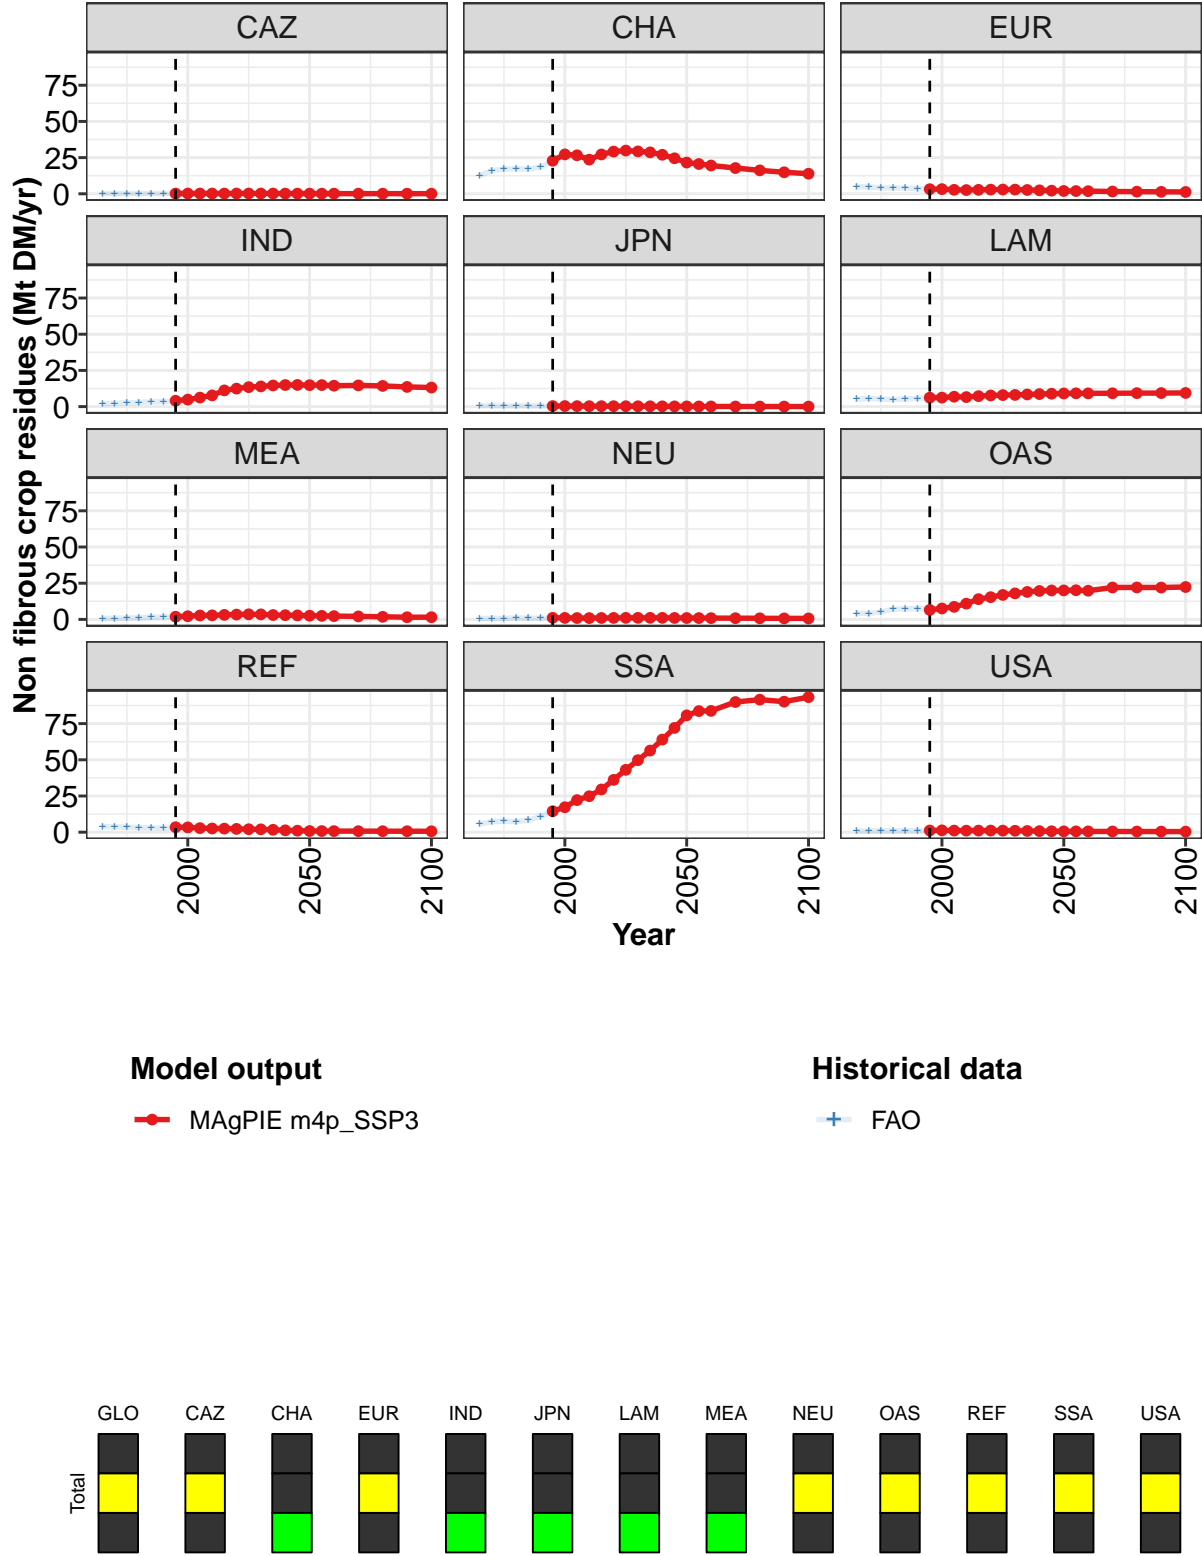 CAZ CHA EUR
75
50
25
0
IND JPN LAM
75
50
25
0
MEA NEU OAS
75
50
25
0
REF SSA USA
75
50
25
0
Non fibrous crop residues (Mt DM/yr)
2000 2050 2100 2000 2050 2100 2000 2050 2100
Year
Model output Historical data
MAgPIE m4p_SSP3 FAO
GLO CAZ CHA EUR IND JPN LAM MEA NEU OAS REF SSA USA
Total